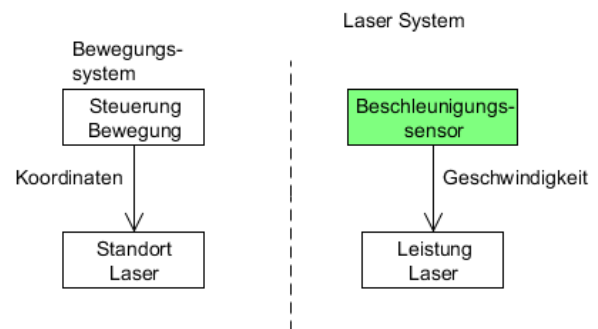 Laser System
Bewegungs-
system
Steuerung
Bewegung
Beschleunigungs-
sensor
Koordinaten
Geschwindigkeit
Standort
Laser
Leistung
Laser